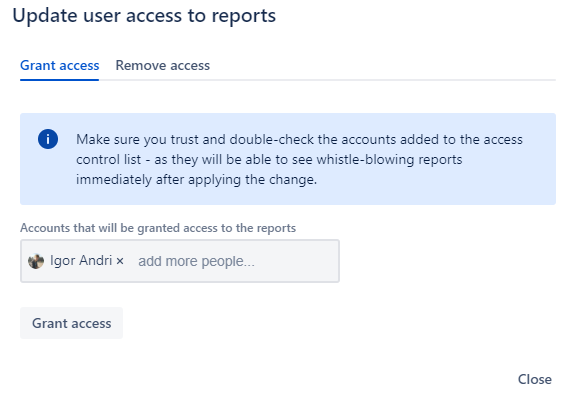 Update user access to reports
Grant access Remove access
Make sure you trust and double-check the accounts added to the access
control list - as they will be able to see whistle-blowing reports
immediately after applying the change.
Accounts that will be granted access to the reports
Igor Andri × add more people...
Grant access
Close